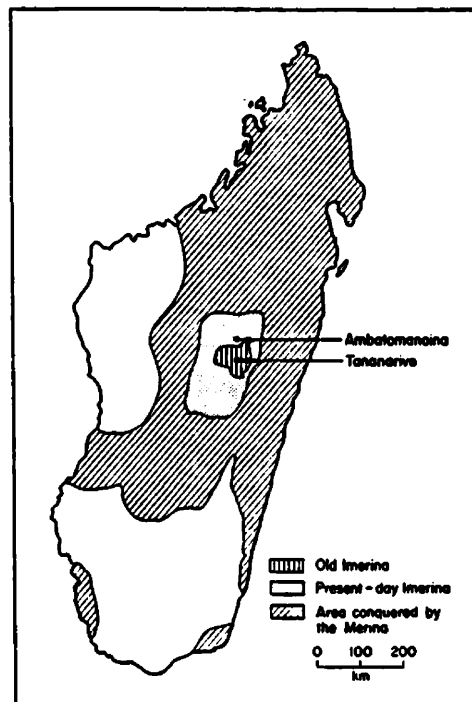 Ambatomanoina
Tananarive
Old Imerina
Present-day Imerina
Area conquered by
the Merina
0 100 200
km